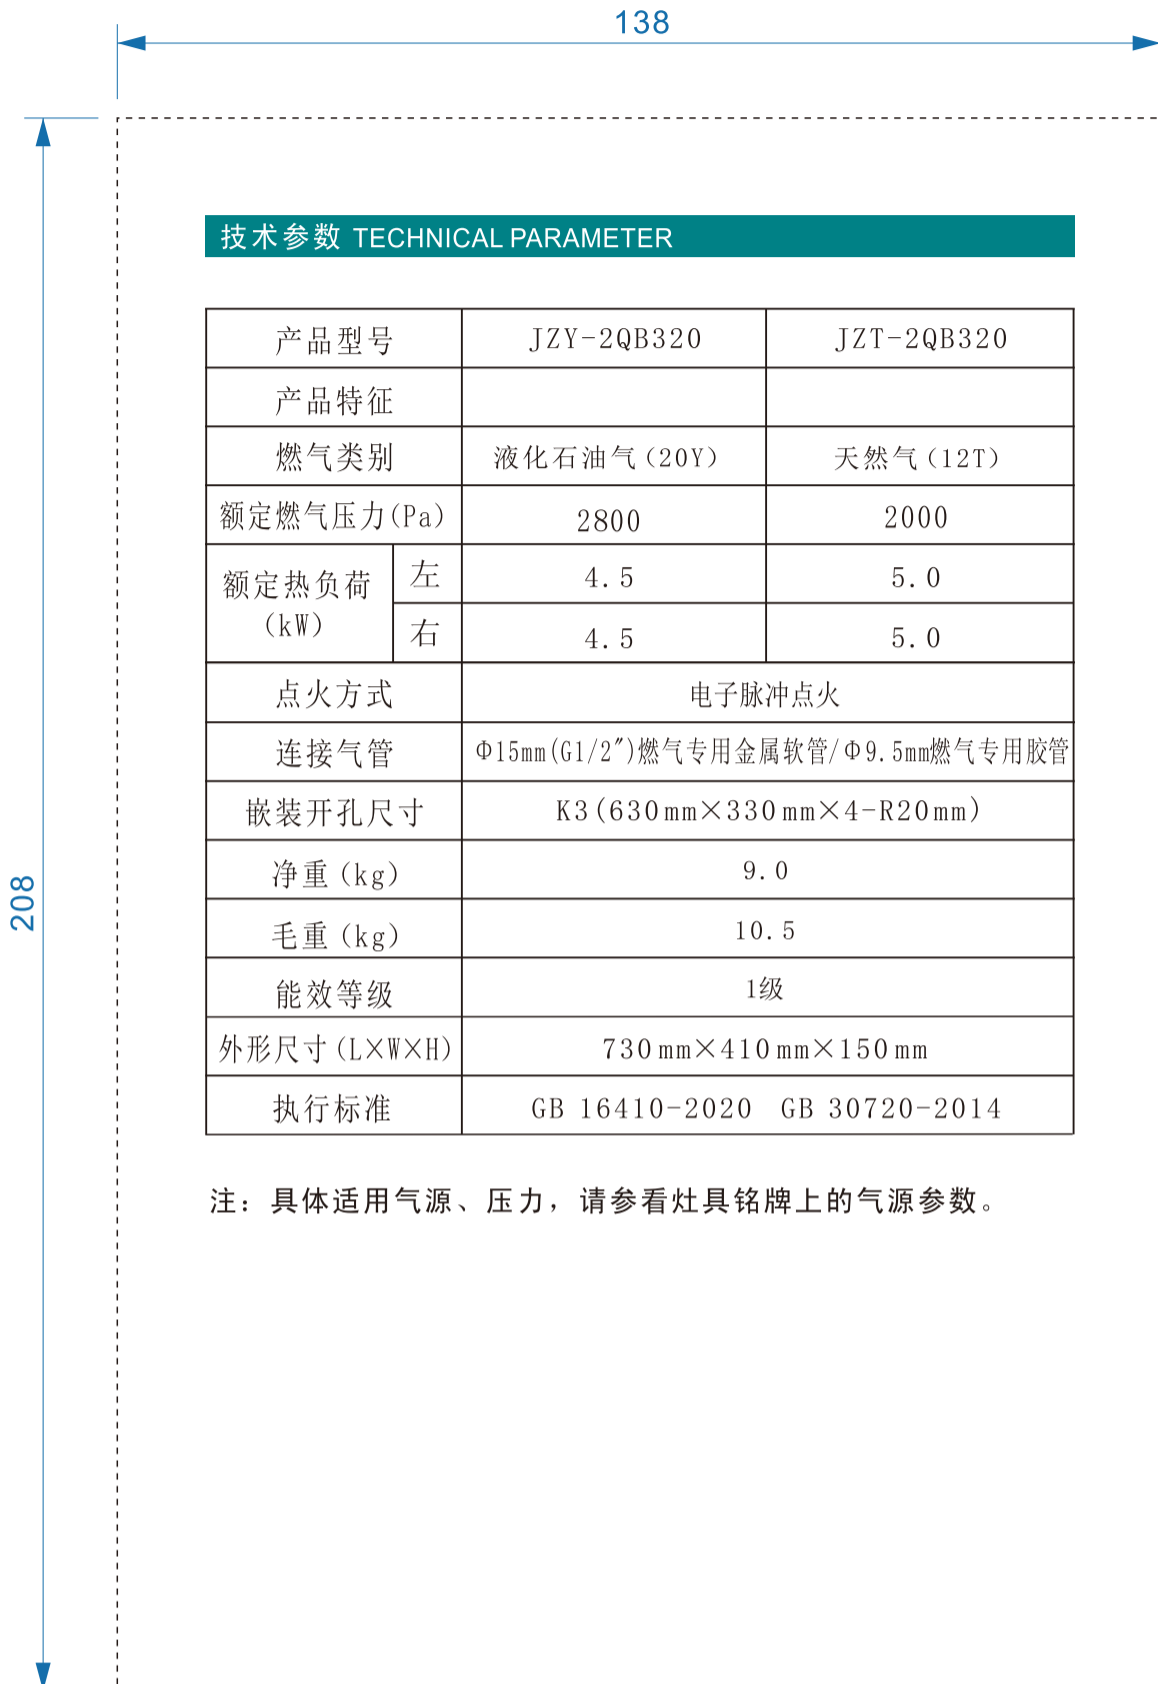 138
208
技术参数 TECHNICAL PARAMETER
产品型号 JZY-2QB320 JZT-2QB320
产品特征
燃气类别 液化石油气(20Y) 天然气(12T)
额定燃气压力(Pa) 2800 2000
额定热负荷(kW) 左 4.5 5.0
右 4.5 5.0
点火方式 电子脉冲点火
连接气管 Φ15mm(G1/2″)燃气专用金属软管/Φ9.5mm燃气专用胶管
嵌装开孔尺寸 K3(630mm×330mm×4-R20mm)
净重(kg) 9.0
毛重(kg) 10.5
能效等级 1级
外形尺寸(L×W×H) 730mm×410mm×150mm
执行标准 GB 16410-2020 GB 30720-2014
注：具体适用气源、压力，请参看灶具铭牌上的气源参数。